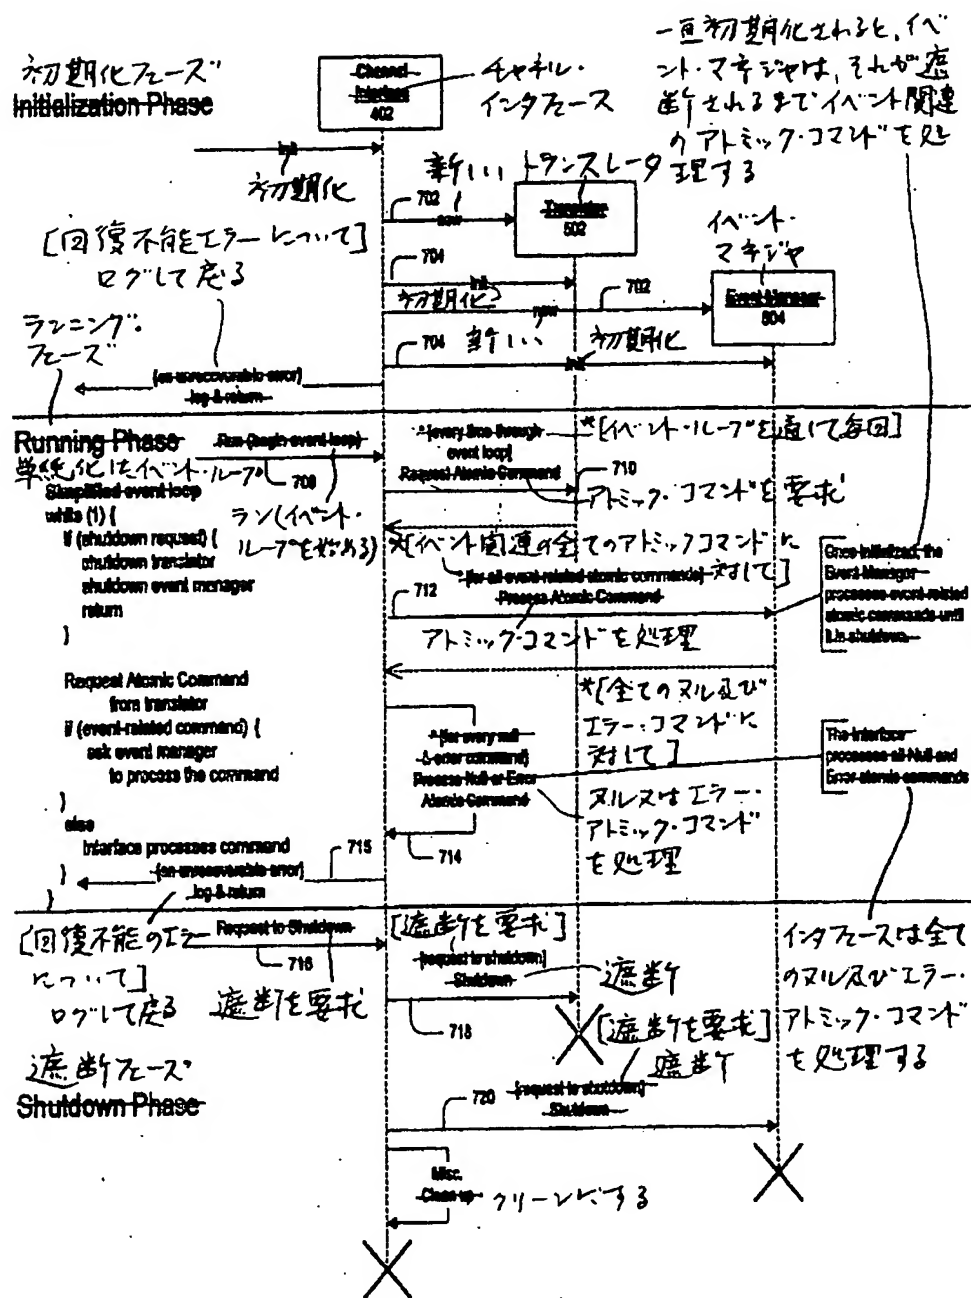 初期化フェーズ
Initialization Phase
Channel
Interface
402
チャネル・
インタフェース
一旦初期化されると、イベ
ント・マネジャは、それが遮
断されるまでイベント関連
のアトミック・コマンドを処
理する
Init
初期化
新しい
トランスレータ
702
new
Translator
502
イベント・
マネジャ
[回復不能エラーについて]
ログして戻る
704
Init
初期化
702
new
Event Manager
504
ランニング・
フェーズ
704
新しい
Init
初期化
[on unrecoverable error]
log & return
Running Phase
Run (begin event loop)
* [every time through
event loop]
Request Atomic Command
*[イベント・ループを通して毎回]
単純化したイベント・ループ
708
710
アトミック・コマンドを要求
Simplified event loop
while (1) {
if (shutdown request) {
shutdown translator
shutdown event manager
return
}
ラン(イベント・
ループを始める)
*[イベント関連の全てのアトミックコマンドに
対して]
* [for all event-related atomic commands]
Process Atomic Command
712
アトミック・コマンドを処理
Once initialized, the
Event Manager
processes event-related
atomic commands until
it is shutdown
Request Atomic Command
from translator
if (event-related command) {
ask event manager
to process the command
}
else
Interface processes command
}
}
* [for every null
& error command]
Process Null or Error
Atomic Command
*[全てのヌル及び
エラー・コマンドに
対して]
ヌル又はエラー・
アトミック・コマンド
を処理
The Interface
processes all Null and
Error atomic commands
714
715
[on unrecoverable error]
log & return
[回復不能のエラー
について]
ログして戻る
Request to Shutdown
716
遮断を要求
[遮断を要求]
[request to shutdown]
Shutdown
遮断
718
インタフェースは全て
のヌル及びエラー・
アトミック・コマンド
を処理する
[遮断を要求]
遮断
遮断フェーズ
Shutdown Phase
720
[request to shutdown]
Shutdown
Misc.
Clean up
クリーンにする